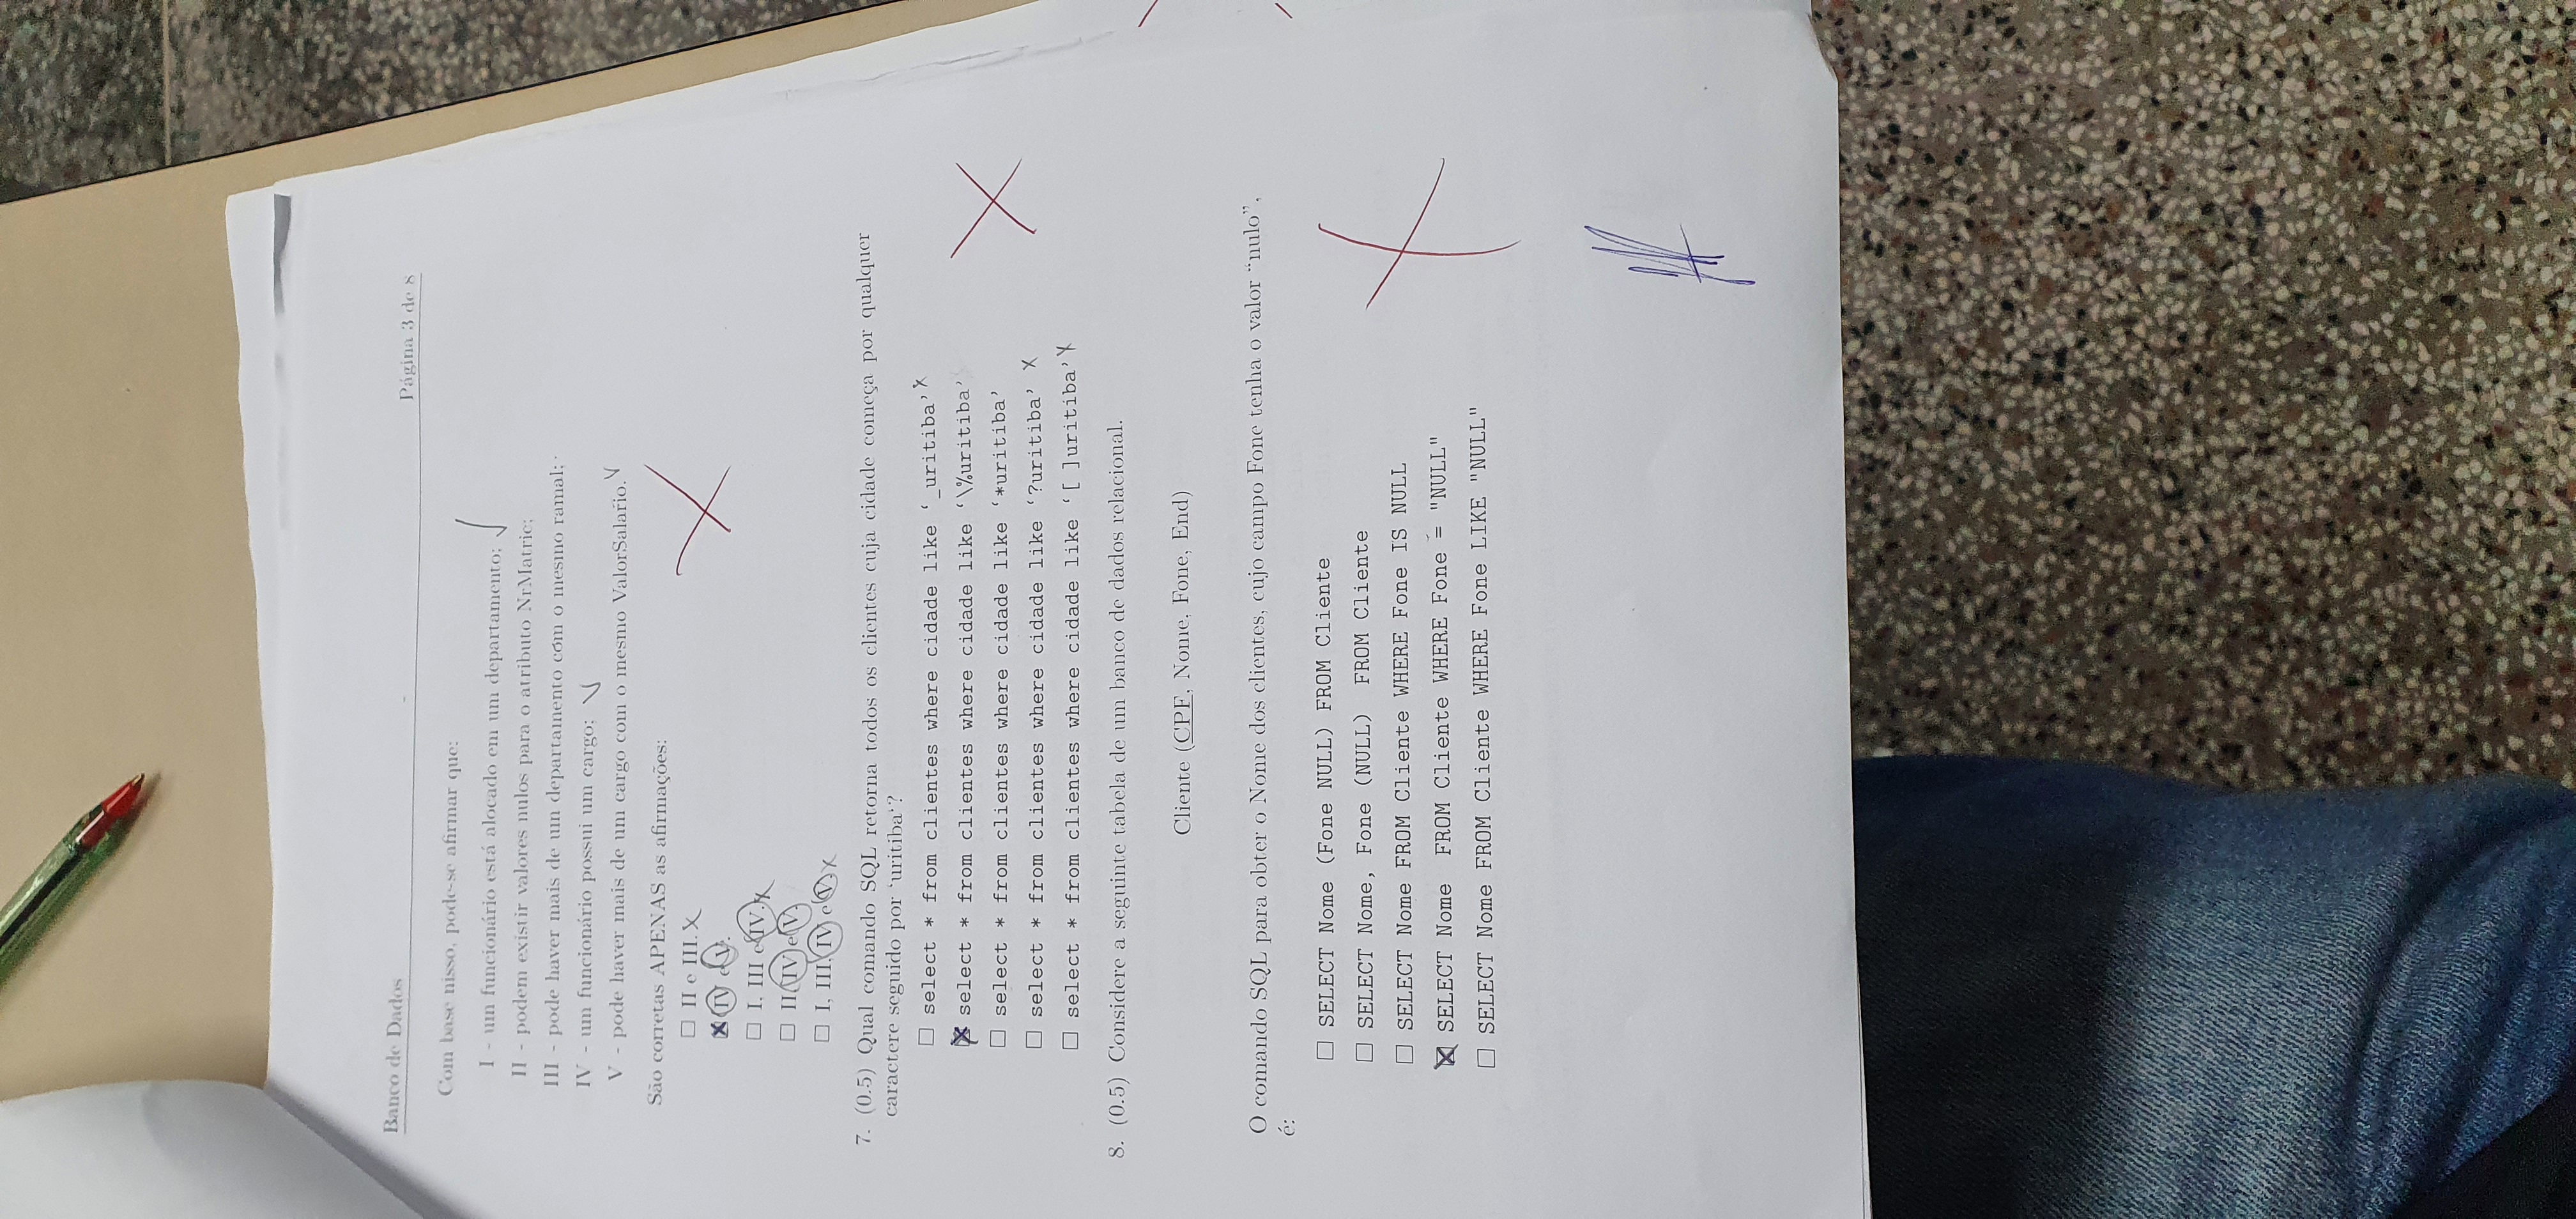 Banco de Dados
Página 3 de 8
Com base nisso, pode-se afirmar que:
I - um funcionário está alocado em um departamento;
II - podem existir valores nulos para o atributo NrMatric;
III - pode haver mais de um departamento com o mesmo ramal;
IV - um funcionário possui um cargo;
V - pode haver mais de um cargo com o mesmo ValorSalario.
São corretas APENAS as afirmações:
II e III.
IV e V.
I, III e IV.
II, IV e V.
I, III, IV e V.
7. (0.5) Qual comando SQL retorna todos os clientes cuja cidade começa por qualquer
caractere seguido por ‘uritiba‘?
select * from clientes where cidade like ‘_uritiba’
select * from clientes where cidade like ‘\%uritiba’
select * from clientes where cidade like ‘*uritiba’
select * from clientes where cidade like ‘?uritiba’
select * from clientes where cidade like ‘[ ]uritiba’
8. (0.5) Considere a seguinte tabela de um banco de dados relacional.
Cliente (CPF, Nome, Fone, End)
O comando SQL para obter o Nome dos clientes, cujo campo Fone tenha o valor “nulo”,
é:
SELECT Nome (Fone NULL) FROM Cliente
SELECT Nome, Fone (NULL) FROM Cliente
SELECT Nome FROM Cliente WHERE Fone IS NULL
SELECT Nome FROM Cliente WHERE Fone = "NULL"
SELECT Nome FROM Cliente WHERE Fone LIKE "NULL"